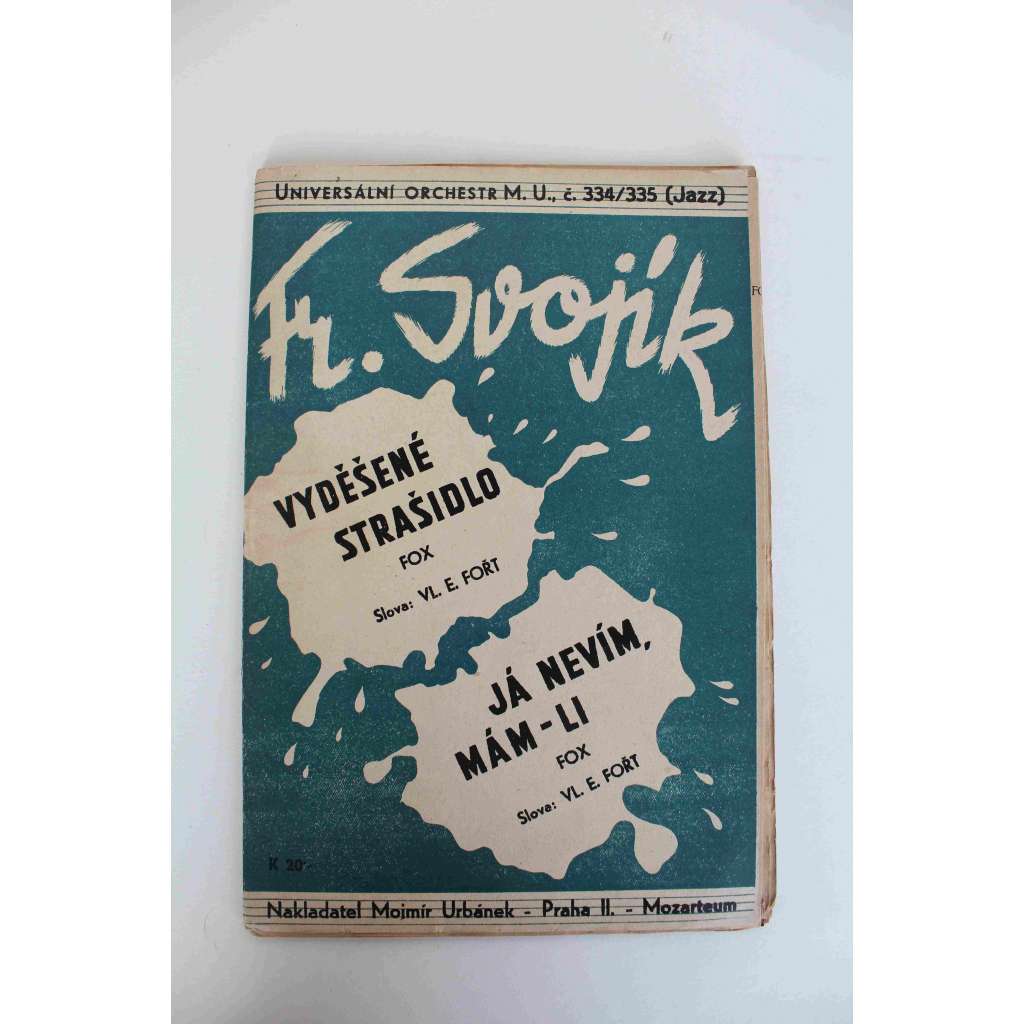 UNIVERSÁLNÍ ORCHESTR M. U., č. 334/335 (Jazz)
Fr. Svojík
VYDĚŠENÉ
STRAŠIDLO
FOX
Slova: VL. E. FOŘT
JÁ NEVÍM,
MÁM-LI
FOX
Slova: VL. E. FOŘT
K 20·-
Nakladatel Mojmír Urbánek - Praha II. - Mozarteum